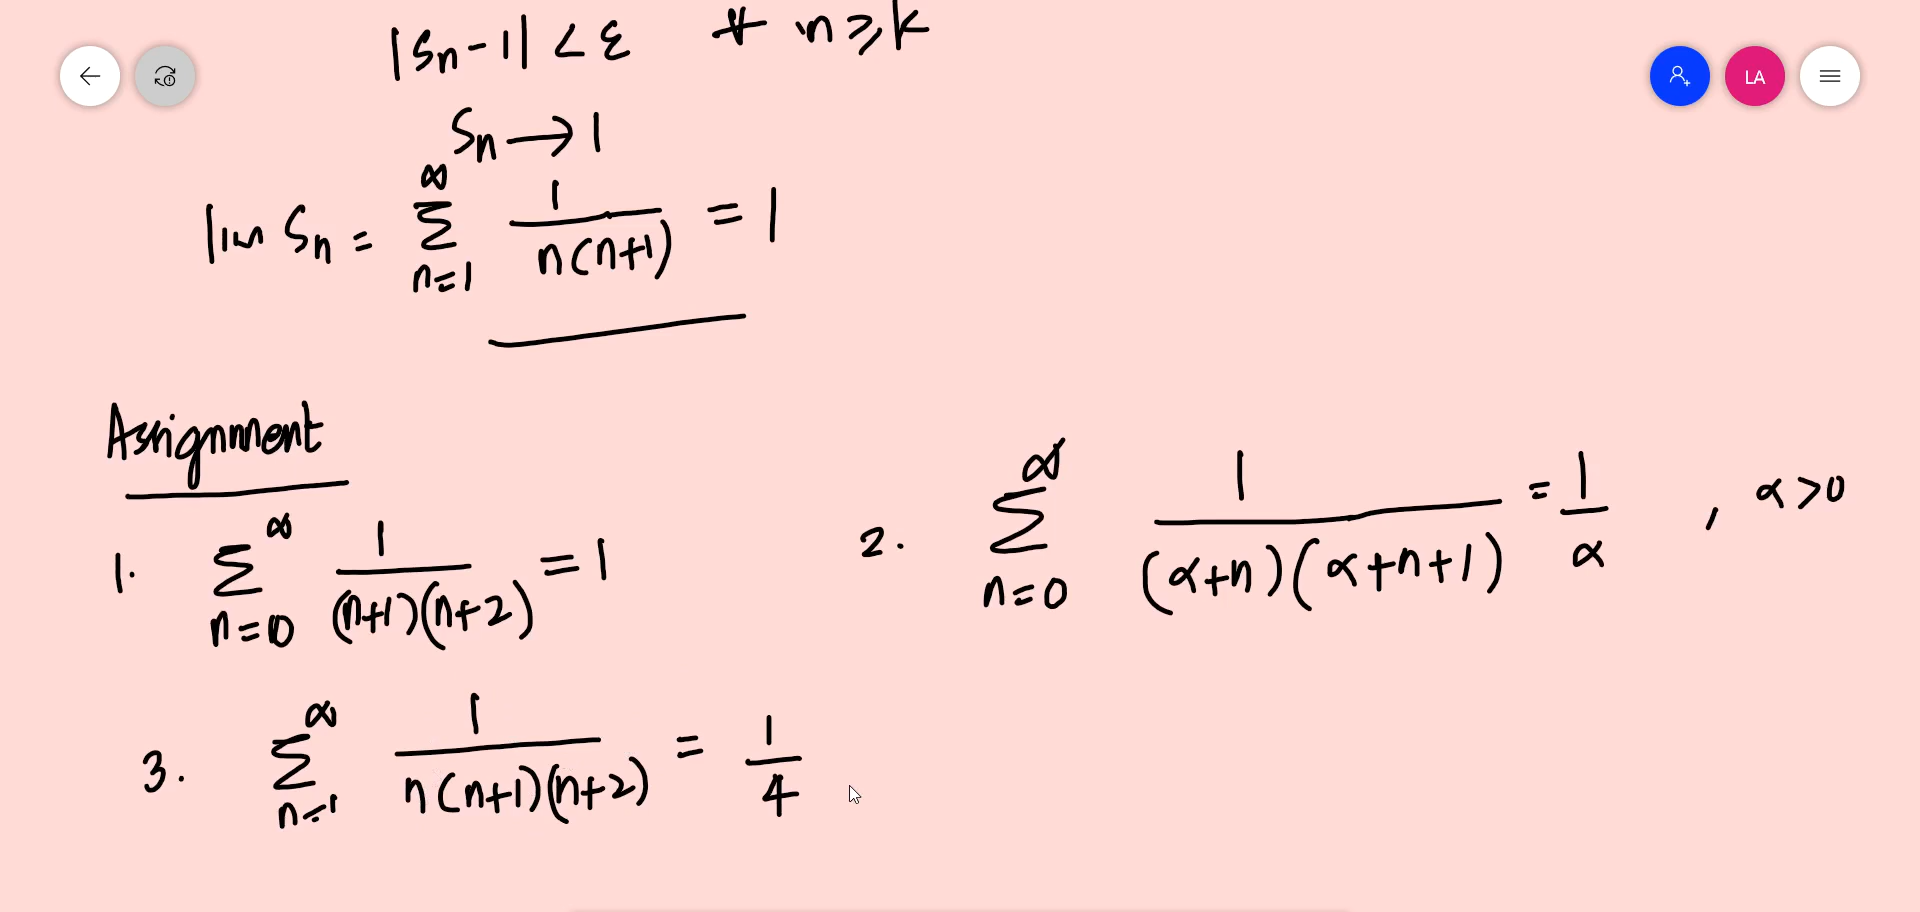 |Sn - 1| < ε ∀ n ≥ k
LA
Sn → 1
lim Sn = ∑_{n=1}^{∞} 1/(n(n+1)) = 1
Assignment
1. ∑_{n=0}^{∞} 1/((n+1)(n+2)) = 1
2. ∑_{n=0}^{∞} 1/((α+n)(α+n+1)) = 1/α , α > 0
3. ∑_{n=1}^{∞} 1/(n(n+1)(n+2)) = 1/4